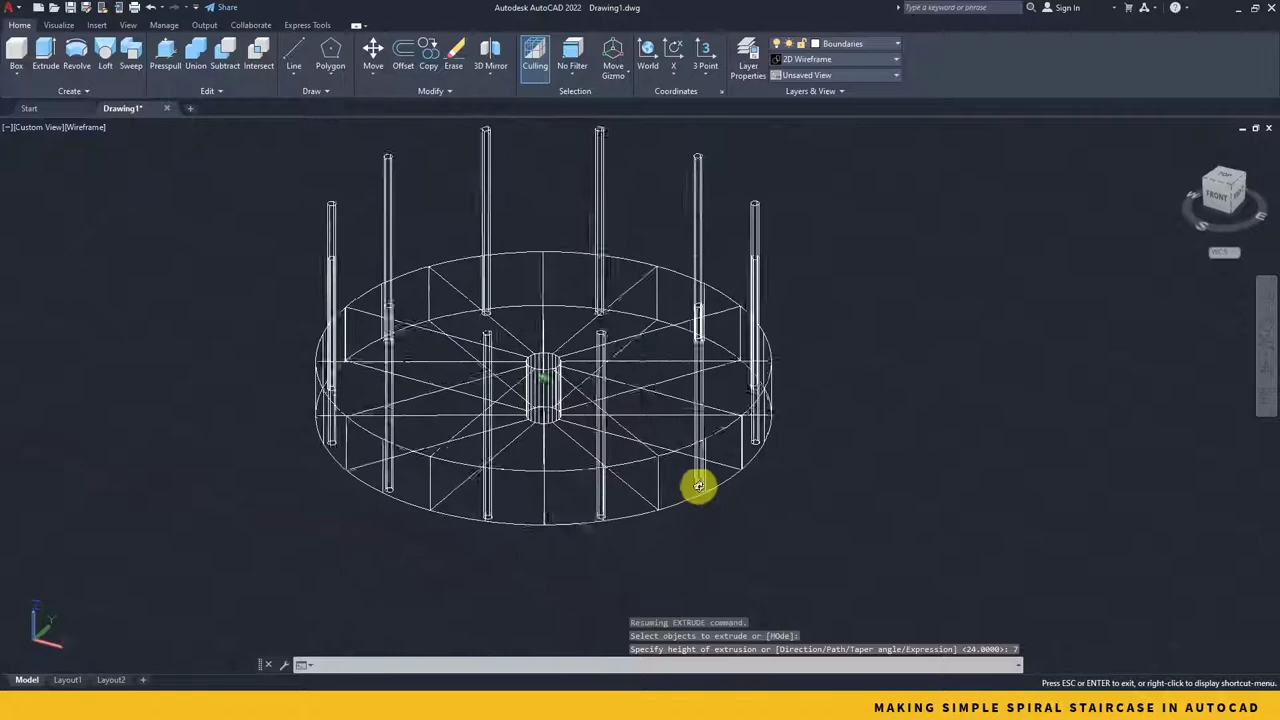 Share
Autodesk AutoCAD 2022 Drawing1.dwg
Type a keyword or phrase
Sign In
Home Visualize Insert View Output Collaborate Express Tools
Box Extrude Revolve Loft Sweep Presspull Union Subtract Intersect Line Polygon Move Offset Copy Erase 3D Mirror Culling No Filter Move Gizmo World X 3 Point Layer Properties
Boundaries
2D Wireframe
Unsaved View
Create Edit Draw Modify Selection Coordinates Layers & View
Start Drawing1*
[−][Custom View][Wireframe]
TOP
FRONT
W
S
E
WCS
Z
Y
Resuming EXTRUDE command.
Select objects to extrude or [MOde]:
Specify height of extrusion or [Direction/Path/Taper angle/Expression] <24.0000>: 7
Model Layout1 Layout2
Press ESC or ENTER to exit, or right-click to display shortcut-menu.
MAKING SIMPLE SPIRAL STAIRCASE IN AUTOCAD